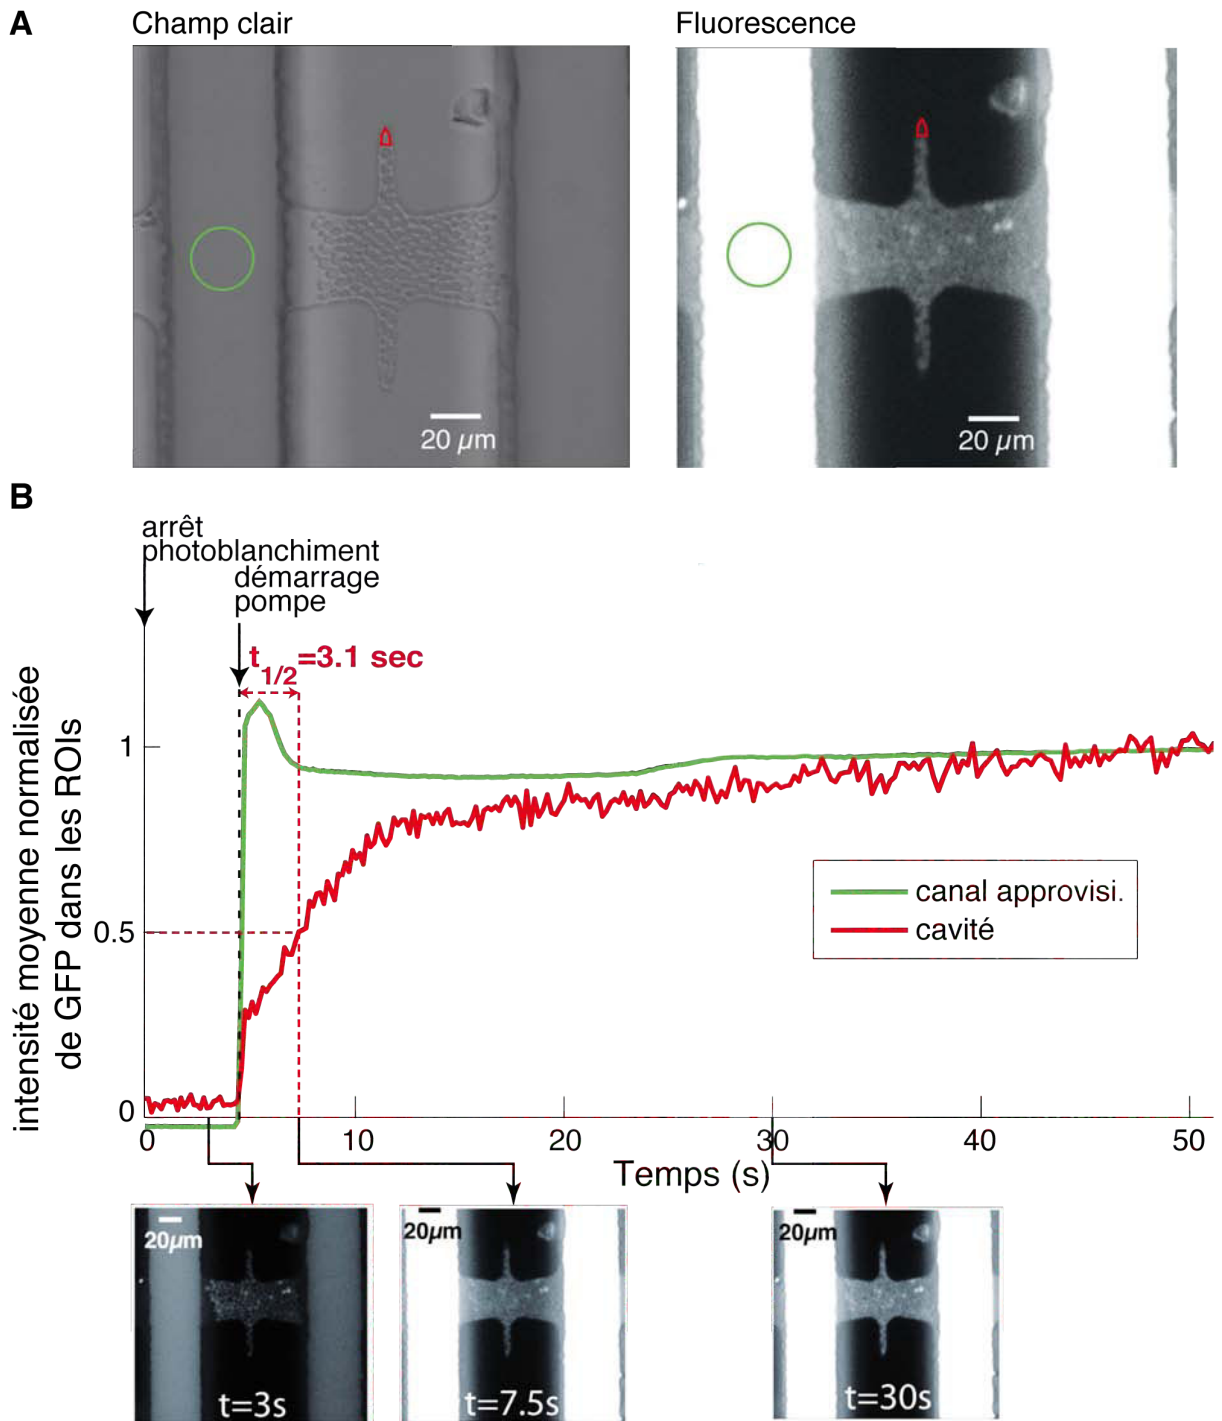 A
Champ clair
Fluorescence
20 µm
20 µm
B
arrêt
photoblanchiment
démarrage
pompe
t1/2=3.1 sec
intensité moyenne normalisée
de GFP dans les ROIs
1
0.5
0
canal approvisi.
cavité
0
10
20
30
40
50
Temps (s)
20µm
t=3s
20µm
t=7.5s
20µm
t=30s